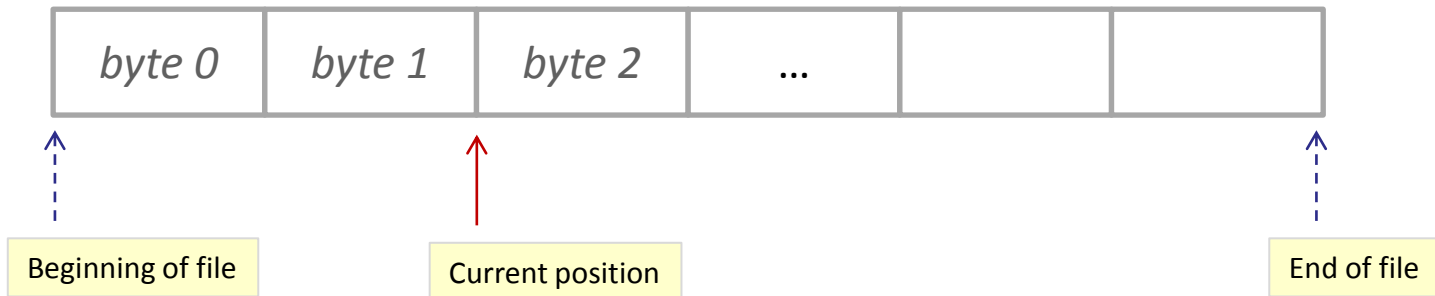 byte 0 byte 1 byte 2 ...
Beginning of file Current position End of file